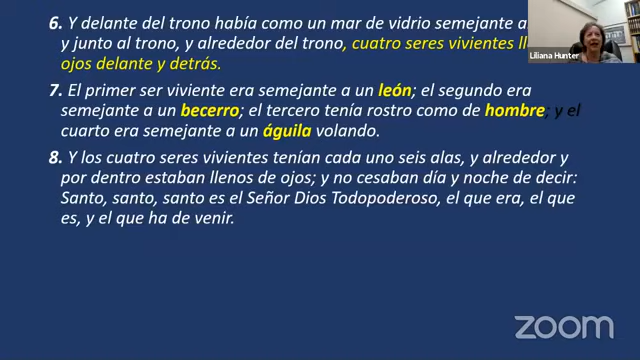 6. Y delante del trono había como un mar de vidrio semejante
y junto al trono, y alrededor del trono, cuatro seres vivientes
ojos delante y detrás.
7. El primer ser viviente era semejante a un león; el segundo era
semejante a un becerro; el tercero tenía rostro como de hombre; y el
cuarto era semejante a un águila volando.
8. Y los cuatro seres vivientes tenían cada uno seis alas, y alrededor y
por dentro estaban llenos de ojos; y no cesaban día y noche de decir:
Santo, santo, santo es el Señor Dios Todopoderoso, el que era, el que
es, y el que ha de venir.
Liliana Hunter
zoom